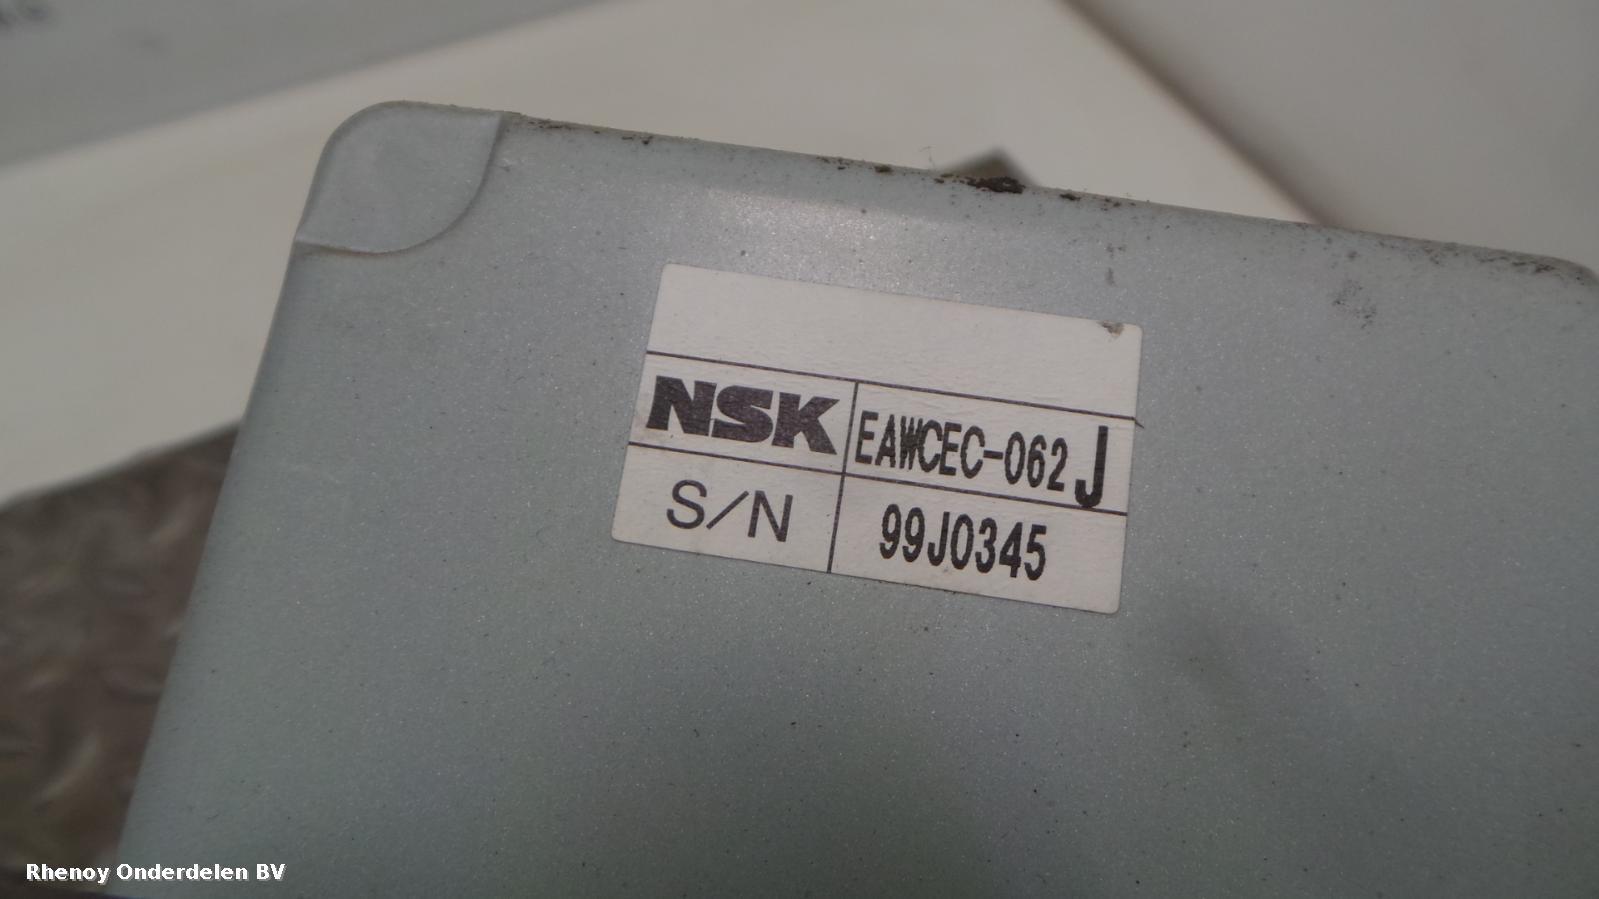 NSK EAWCEC-062 J
S/N 99J0345
Rhenoy Onderdelen BV